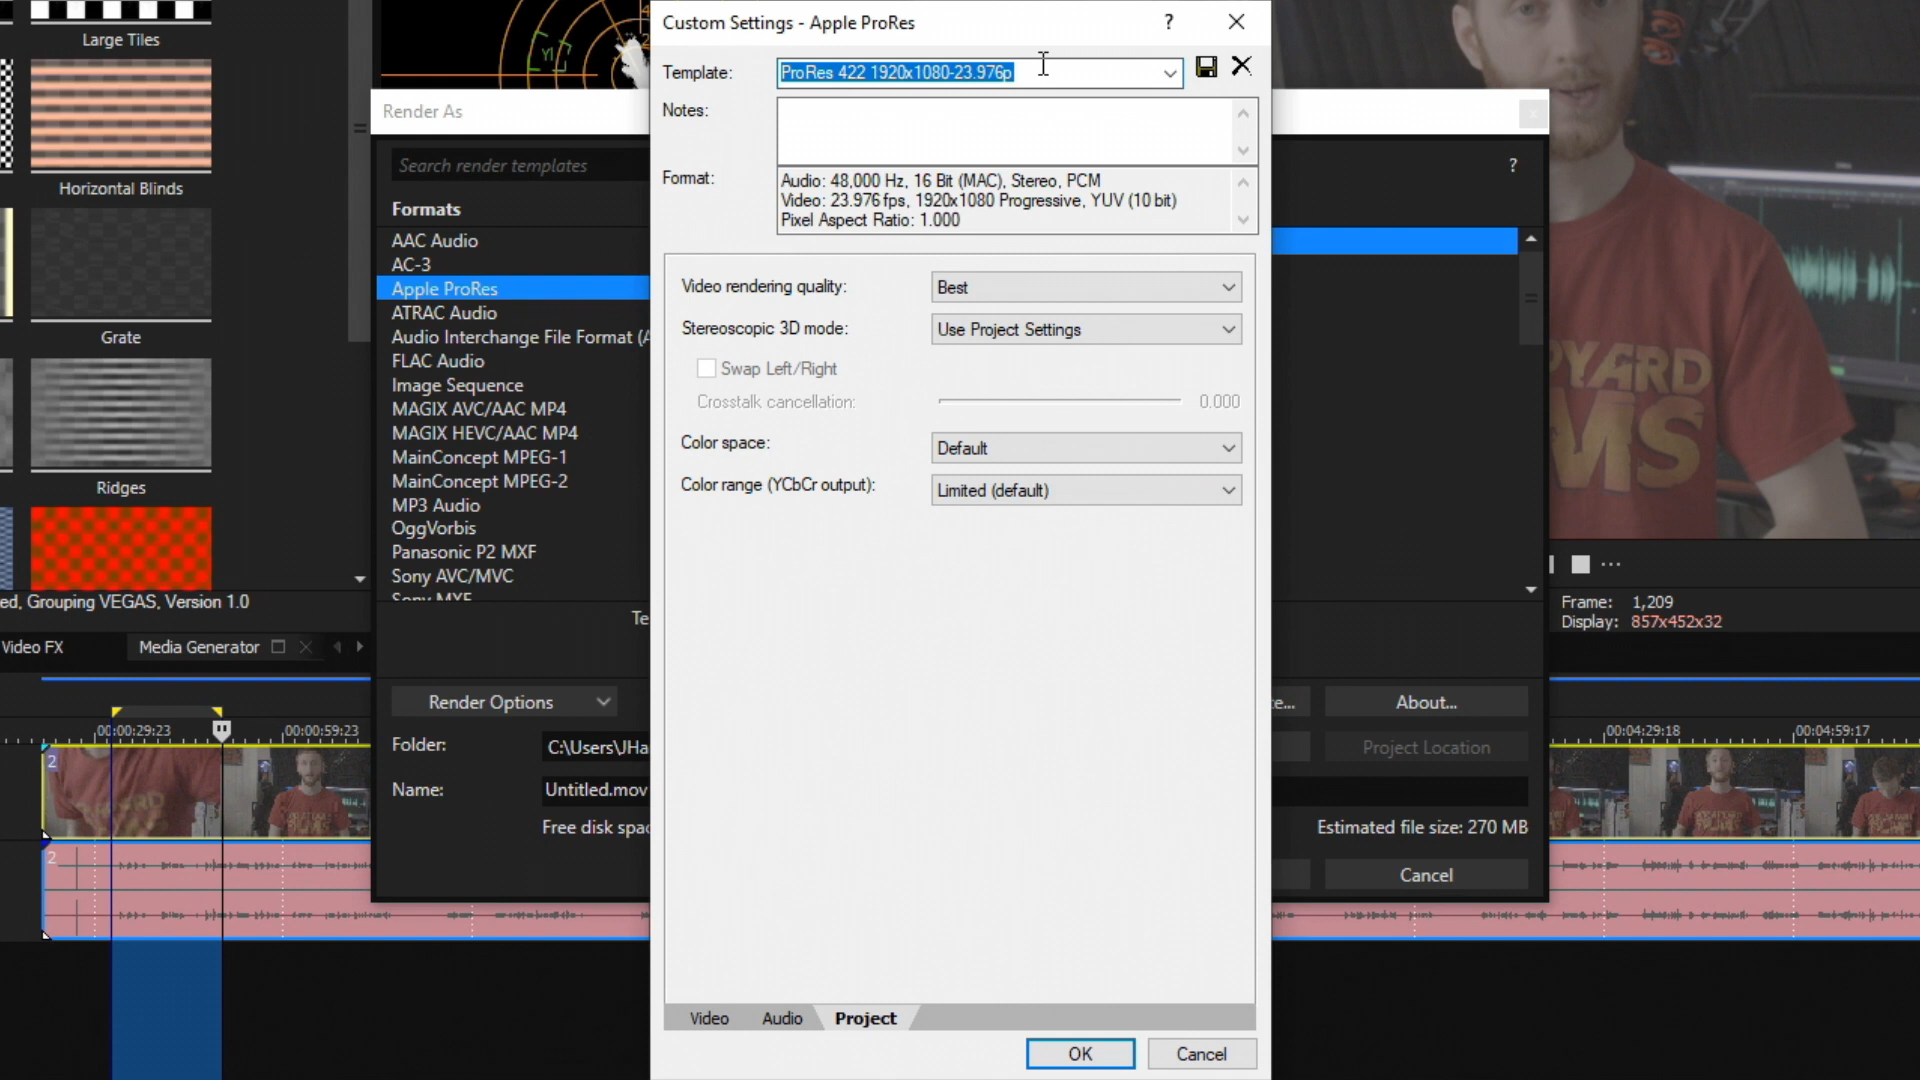 Large Tiles
Horizontal Blinds
Grate
Ridges
ed, Grouping VEGAS, Version 1.0
Video FX
Media Generator
Render As
Search render templates
?
Formats
AAC Audio
AC-3
Apple ProRes
ATRAC Audio
Audio Interchange File Format (A
FLAC Audio
Image Sequence
MAGIX AVC/AAC MP4
MAGIX HEVC/AAC MP4
MainConcept MPEG-1
MainConcept MPEG-2
MP3 Audio
OggVorbis
Panasonic P2 MXF
Sony AVC/MVC
Sony MXF
Te
Render Options
Folder:
C:\Users\JHa
Name:
Untitled.mov
Free disk spac
Custom Settings - Apple ProRes
?
Template:
ProRes 422 1920x1080-23.976p
Notes:
Format:
Audio: 48,000 Hz, 16 Bit (MAC), Stereo, PCM
Video: 23.976 fps, 1920x1080 Progressive, YUV (10 bit)
Pixel Aspect Ratio: 1.000
Video rendering quality:
Best
Stereoscopic 3D mode:
Use Project Settings
Swap Left/Right
Crosstalk cancellation:
0.000
Color space:
Default
Color range (YCbCr output):
Limited (default)
Video
Audio
Project
OK
Cancel
e...
About...
Project Location
Estimated file size: 270 MB
Cancel
Frame: 1,209
Display: 857x452x32
00:00:29:23
00:00:59:23
00:04:29:18
00:04:59:17
2
2
YARD
MS